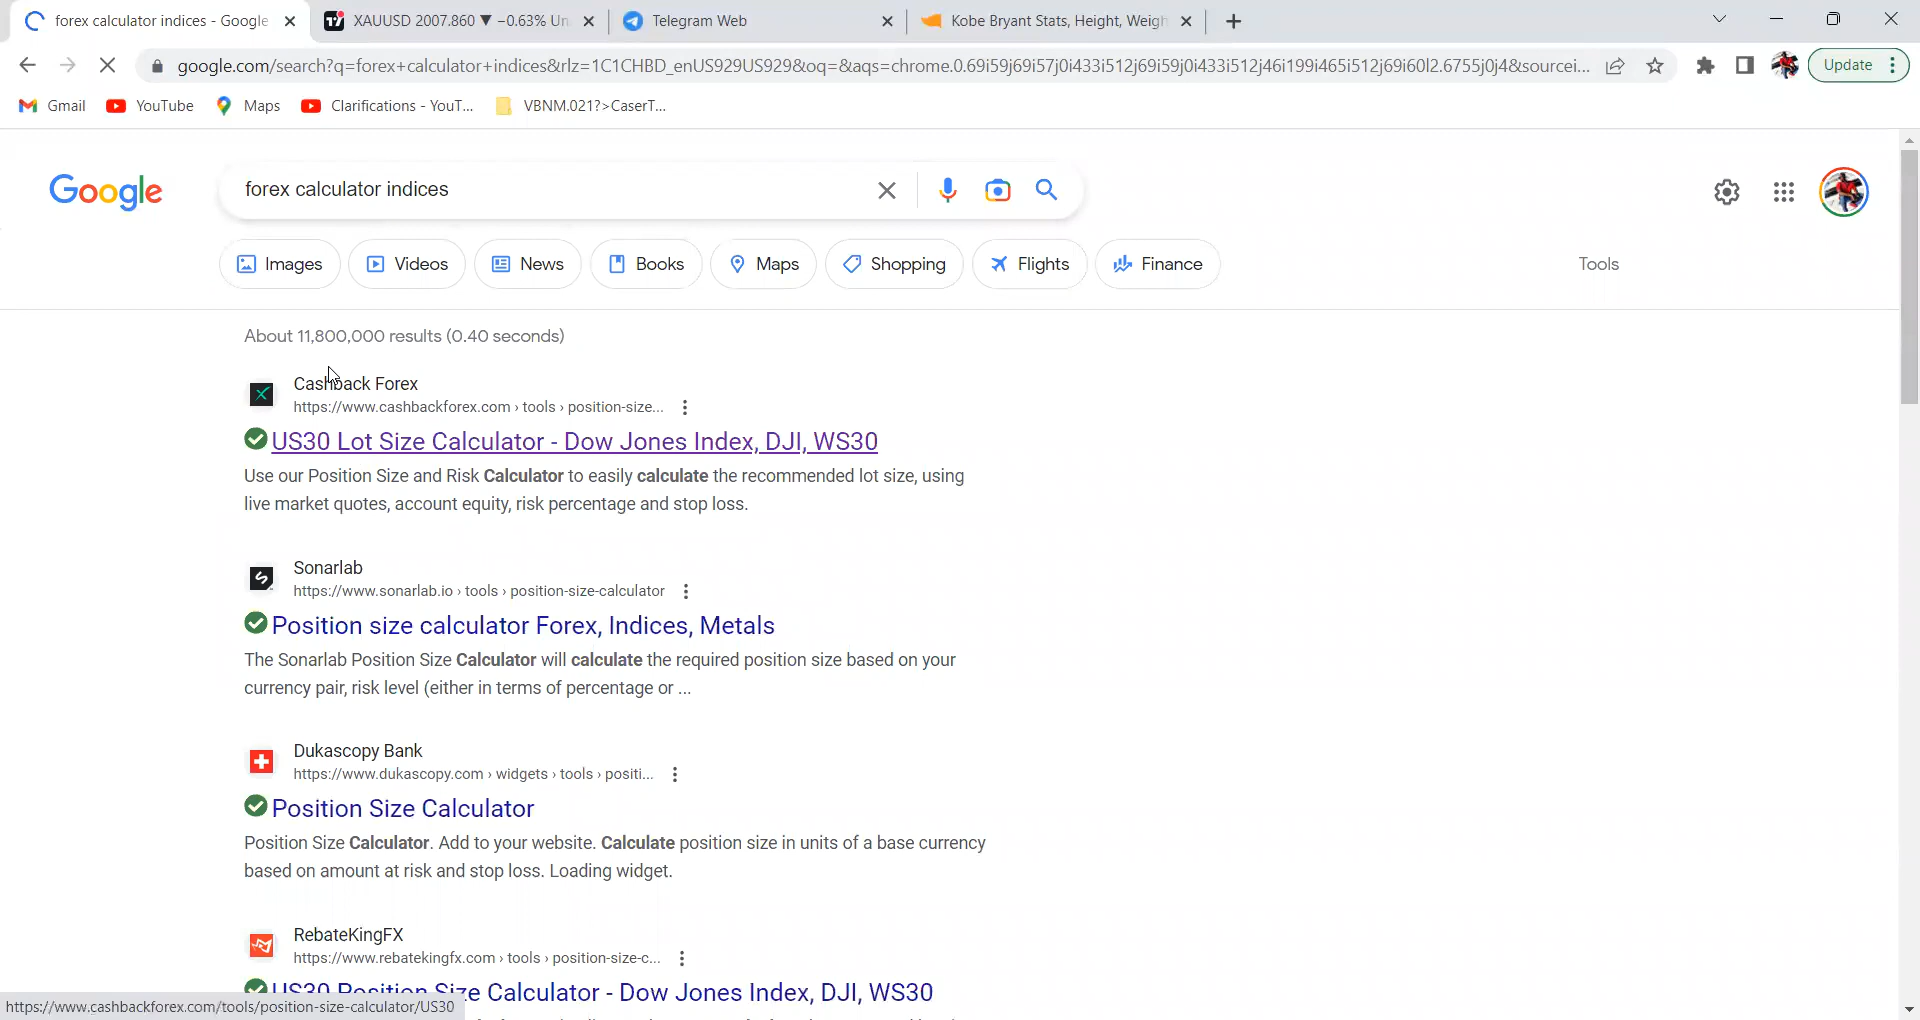 forex calculator indices - Google
XAUUSD 2007.860 ▼ −0.63% Un
Telegram Web
Kobe Bryant Stats, Height, Weigh
google.com/search?q=forex+calculator+indices&rlz=1C1CHBD_enUS929US929&oq=&aqs=chrome.0.69i59j69i57j0i433i512j69i59j0i433i512j46i199i465i512j69i60l2.6755j0j4&sourcei...
Update
Gmail
YouTube
Maps
Clarifications - YouT...
VBNM.021?>CaserT...
Google
forex calculator indices
Images
Videos
News
Books
Maps
Shopping
Flights
Finance
Tools
About 11,800,000 results (0.40 seconds)
Cashback Forex
https://www.cashbackforex.com › tools › position-size...
US30 Lot Size Calculator - Dow Jones Index, DJI, WS30
Use our Position Size and Risk Calculator to easily calculate the recommended lot size, using
live market quotes, account equity, risk percentage and stop loss.
Sonarlab
https://www.sonarlab.io › tools › position-size-calculator
Position size calculator Forex, Indices, Metals
The Sonarlab Position Size Calculator will calculate the required position size based on your
currency pair, risk level (either in terms of percentage or ...
Dukascopy Bank
https://www.dukascopy.com › widgets › tools › positi...
Position Size Calculator
Position Size Calculator. Add to your website. Calculate position size in units of a base currency
based on amount at risk and stop loss. Loading widget.
RebateKingFX
https://www.rebatekingfx.com › tools › position-size-c...
US30 Position Size Calculator - Dow Jones Index, DJI, WS30
https://www.cashbackforex.com/tools/position-size-calculator/US30